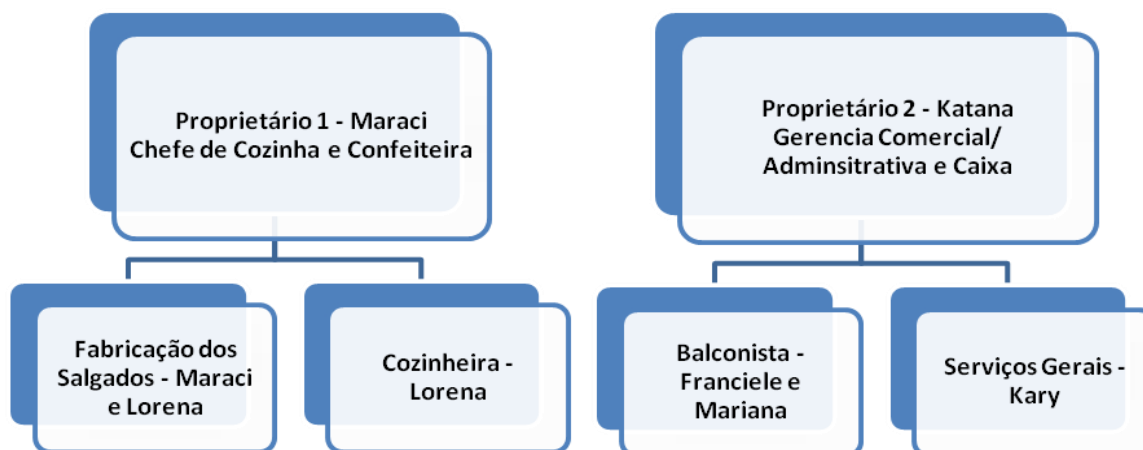 Proprietário 1 - Maraci
Chefe de Cozinha e Confeiteira
Proprietário 2 - Katana
Gerencia Comercial/
Adminsitrativa e Caixa
Fabricação dos
Salgados - Maraci
e Lorena
Cozinheira -
Lorena
Balconista -
Franciele e
Mariana
Serviços Gerais -
Kary